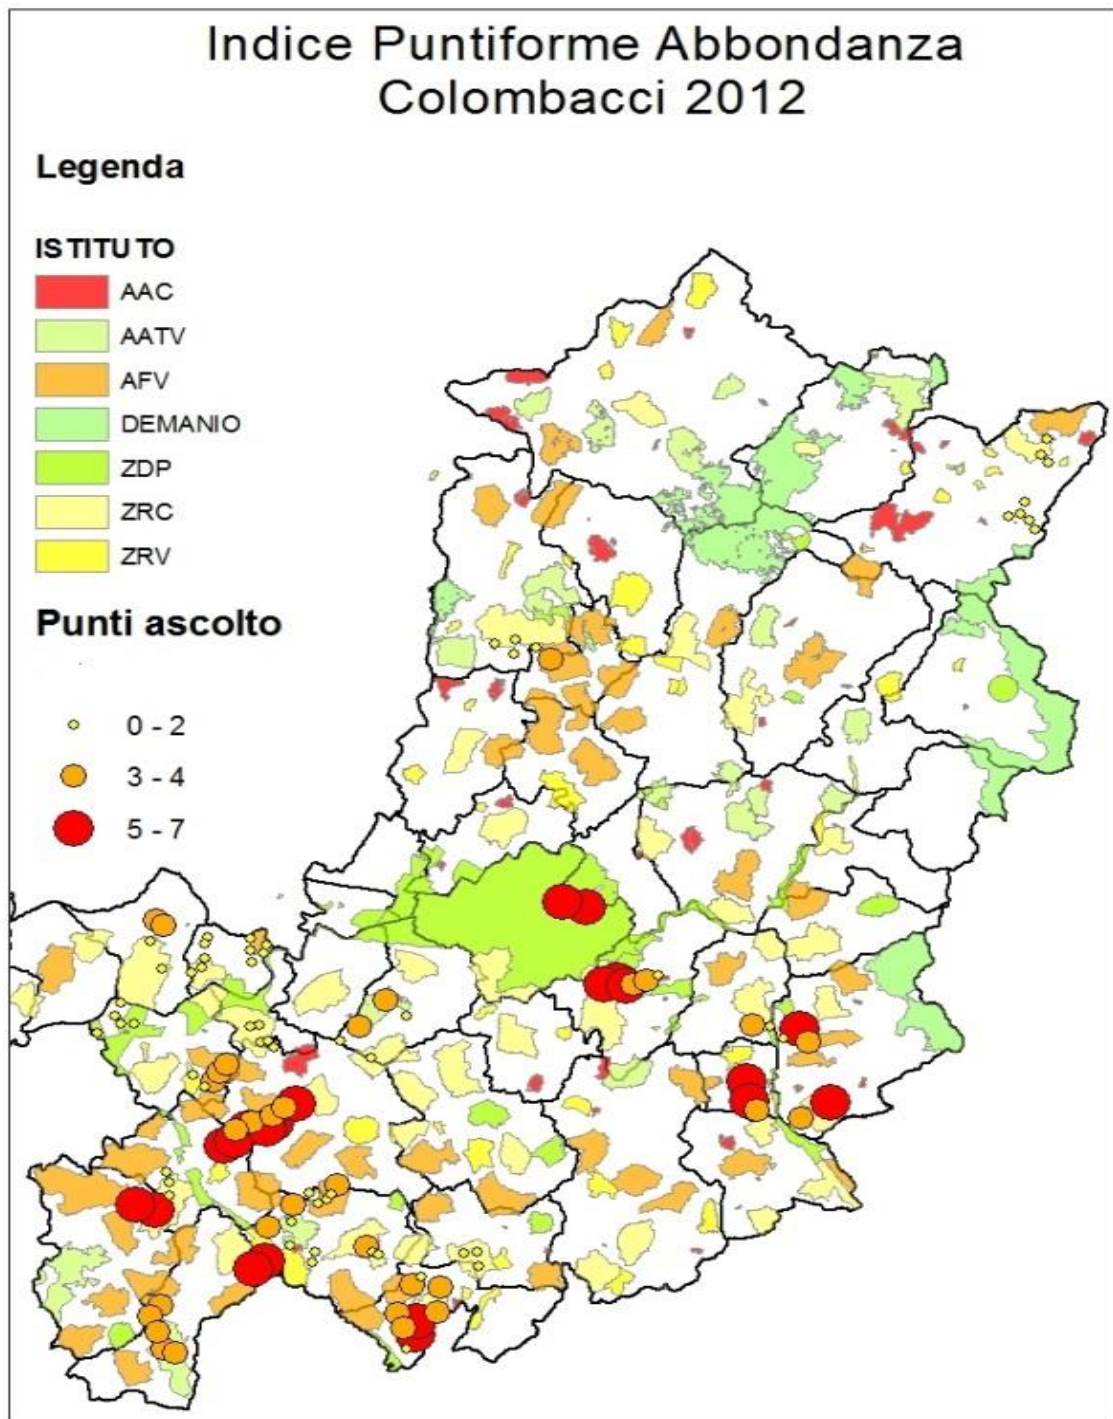 Indice Puntiforme Abbondanza
Colombacci 2012
Legenda
ISTITUTO
AAC
AATV
AFV
DEMANIO
ZDP
ZRC
ZRV
Punti ascolto
0 - 2
3 - 4
5 - 7